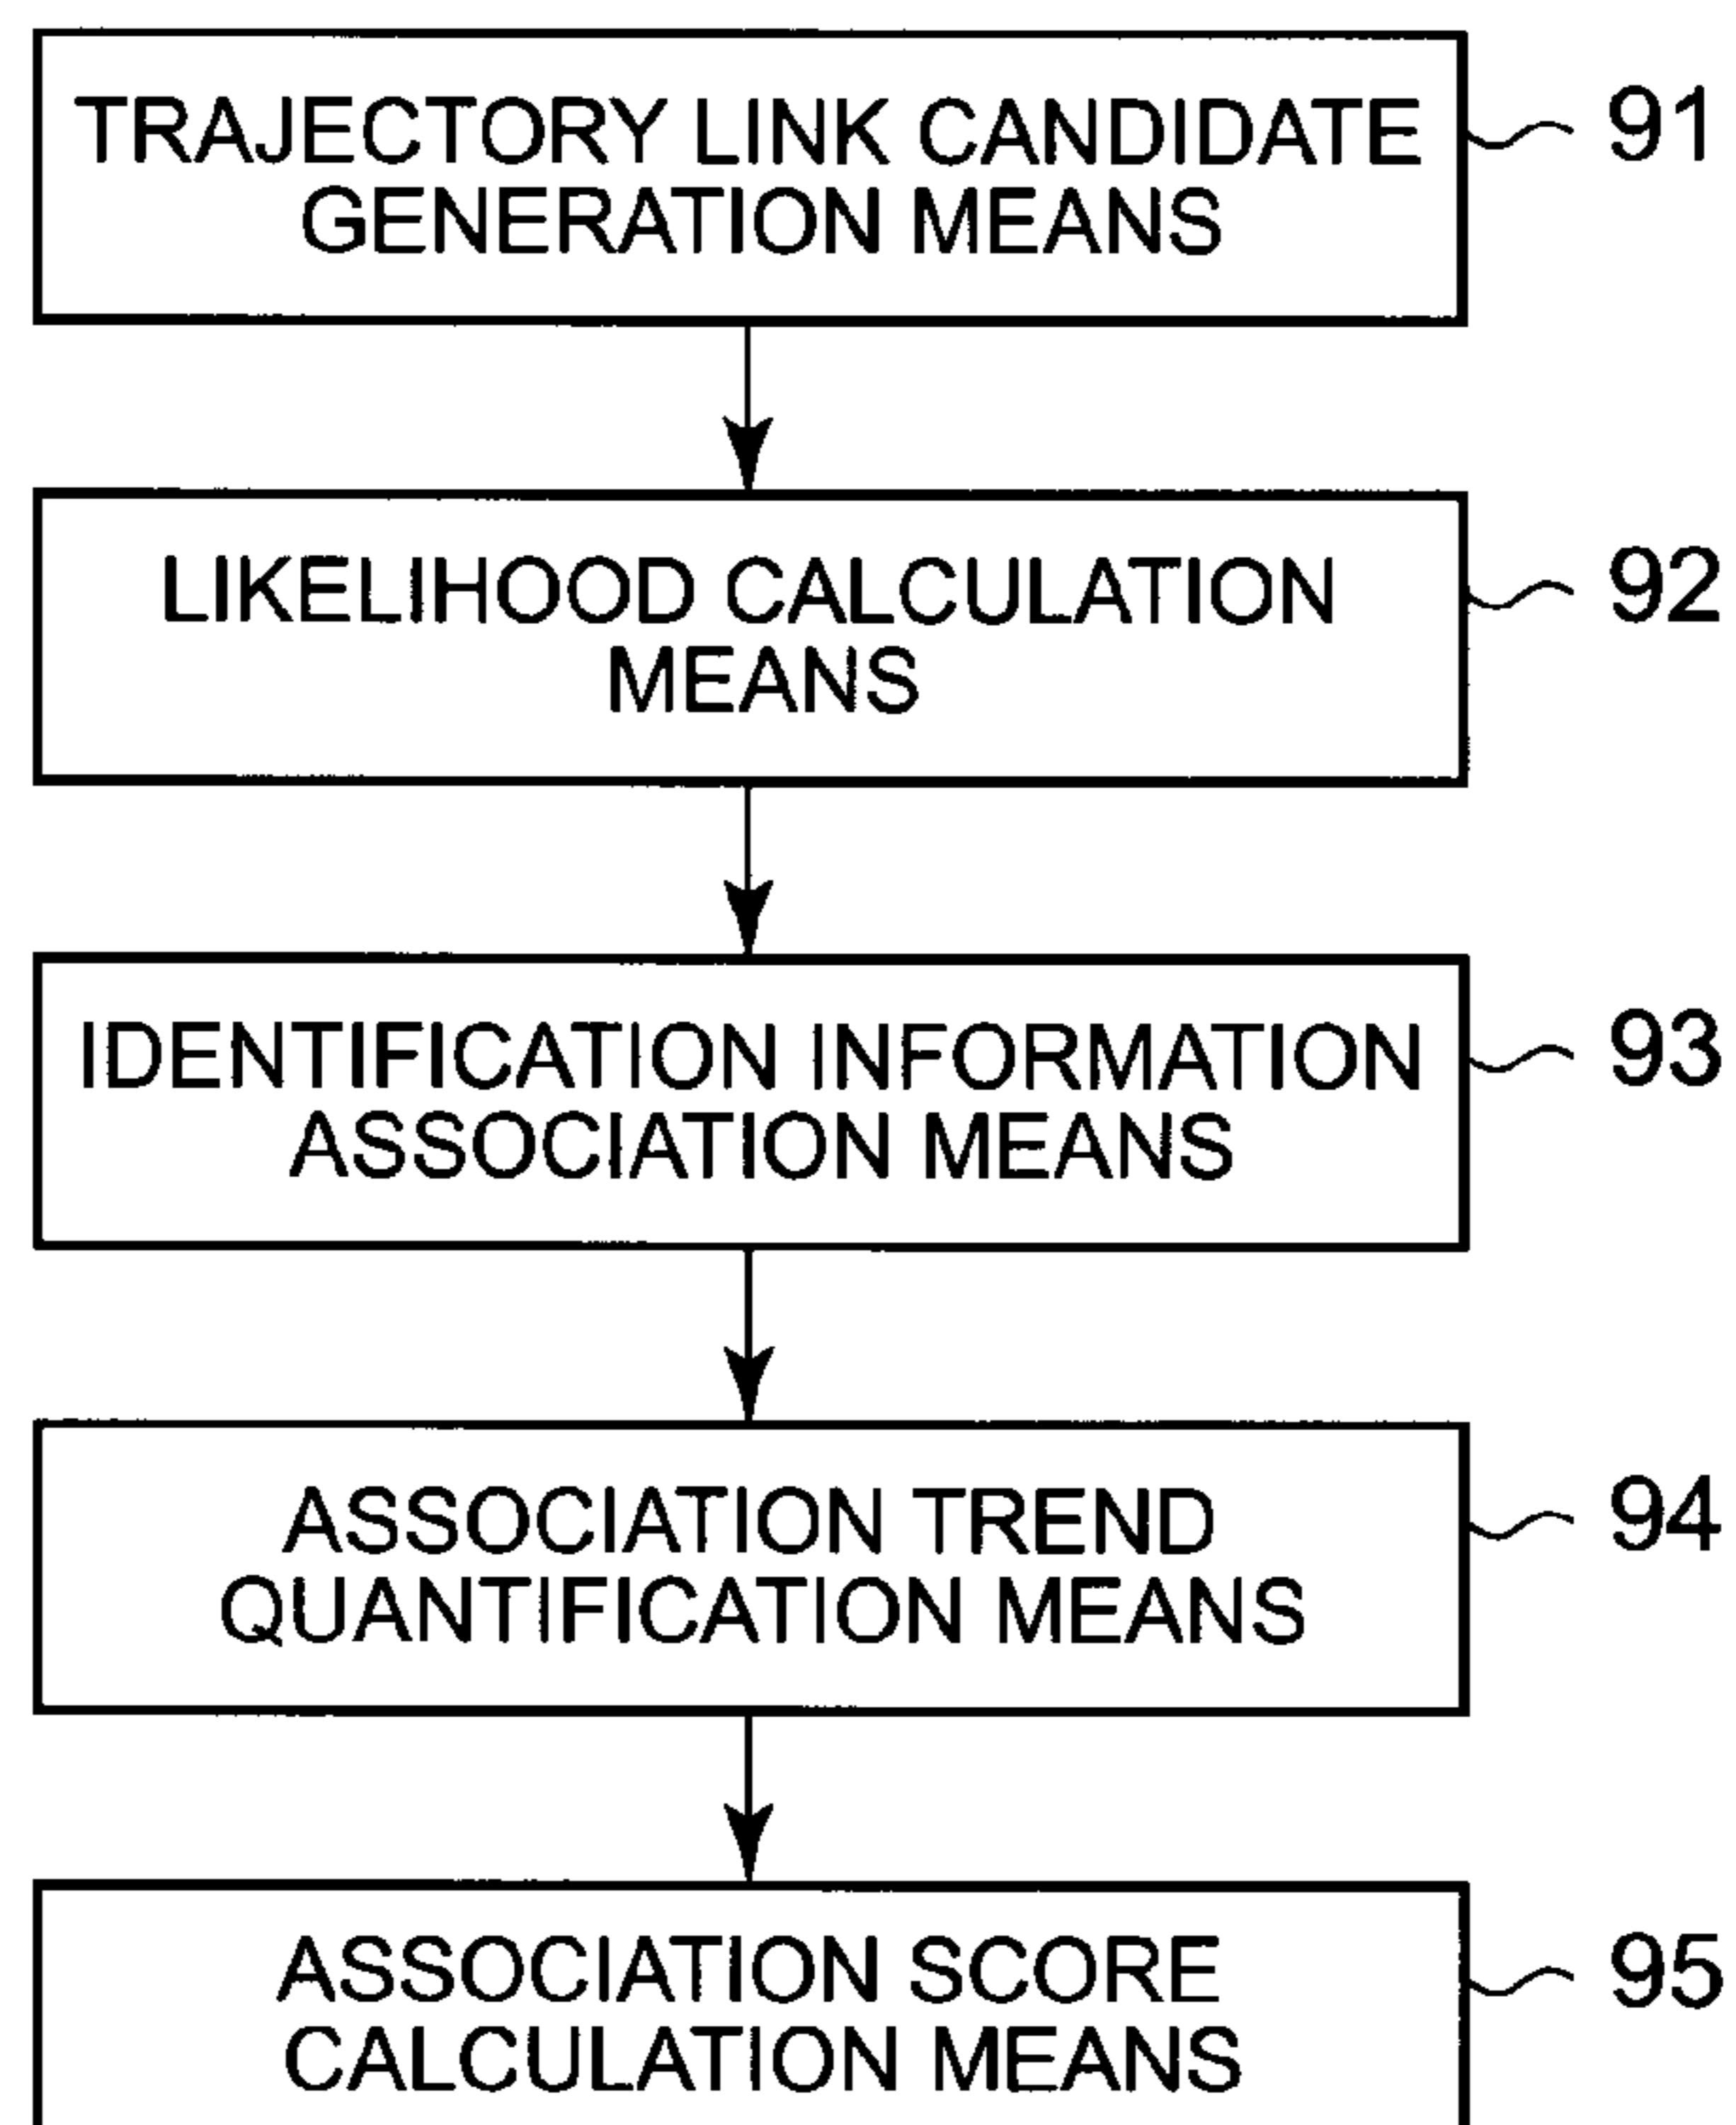 TRAJECTORY LINK CANDIDATE
GENERATION MEANS
91
LIKELIHOOD CALCULATION
MEANS
92
IDENTIFICATION INFORMATION
ASSOCIATION MEANS
93
ASSOCIATION TREND
QUANTIFICATION MEANS
94
ASSOCIATION SCORE
CALCULATION MEANS
95